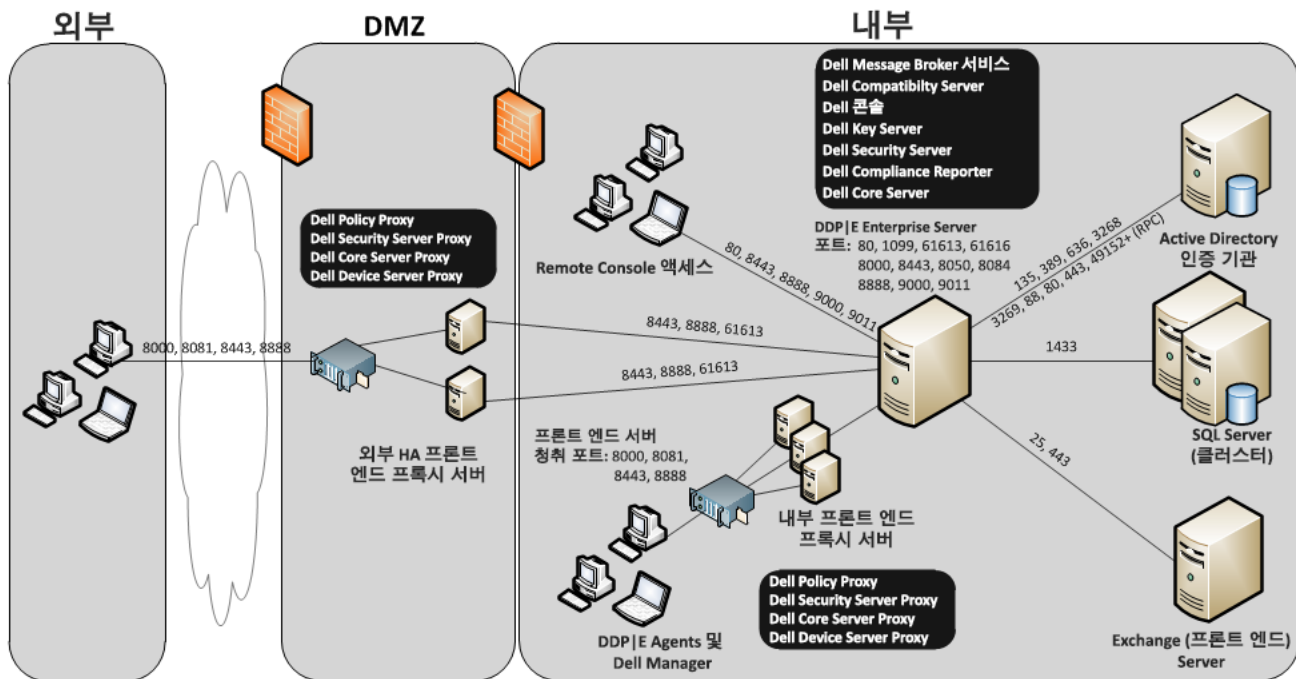 외부
DMZ
내부
8000, 8081, 8443, 8888
Dell Policy Proxy
Dell Security Server Proxy
Dell Core Server Proxy
Dell Device Server Proxy
외부 HA 프론트
엔드 프록시 서버
Dell Message Broker 서비스
Dell Compatibilty Server
Dell 콘솔
Dell Key Server
Dell Security Server
Dell Compliance Reporter
Dell Core Server
DDP|E Enterprise Server
포트: 80, 1099, 61613, 61616
8000, 8443, 8050, 8084
8888, 9000, 9011
Remote Console 액세스
80, 8443, 8888, 9000, 9011
8443, 8888, 61613
8443, 8888, 61613
135, 389, 636, 3268
3269, 88, 80, 443, 49152+ (RPC)
Active Directory
인증 기관
1433
SQL Server
(클러스터)
25, 443
Exchange (프론트 엔드)
Server
프론트 엔드 서버
청취 포트: 8000, 8081,
8443, 8888
내부 프론트 엔드
프록시 서버
DDP|E Agents 및
Dell Manager
Dell Policy Proxy
Dell Security Server Proxy
Dell Core Server Proxy
Dell Device Server Proxy